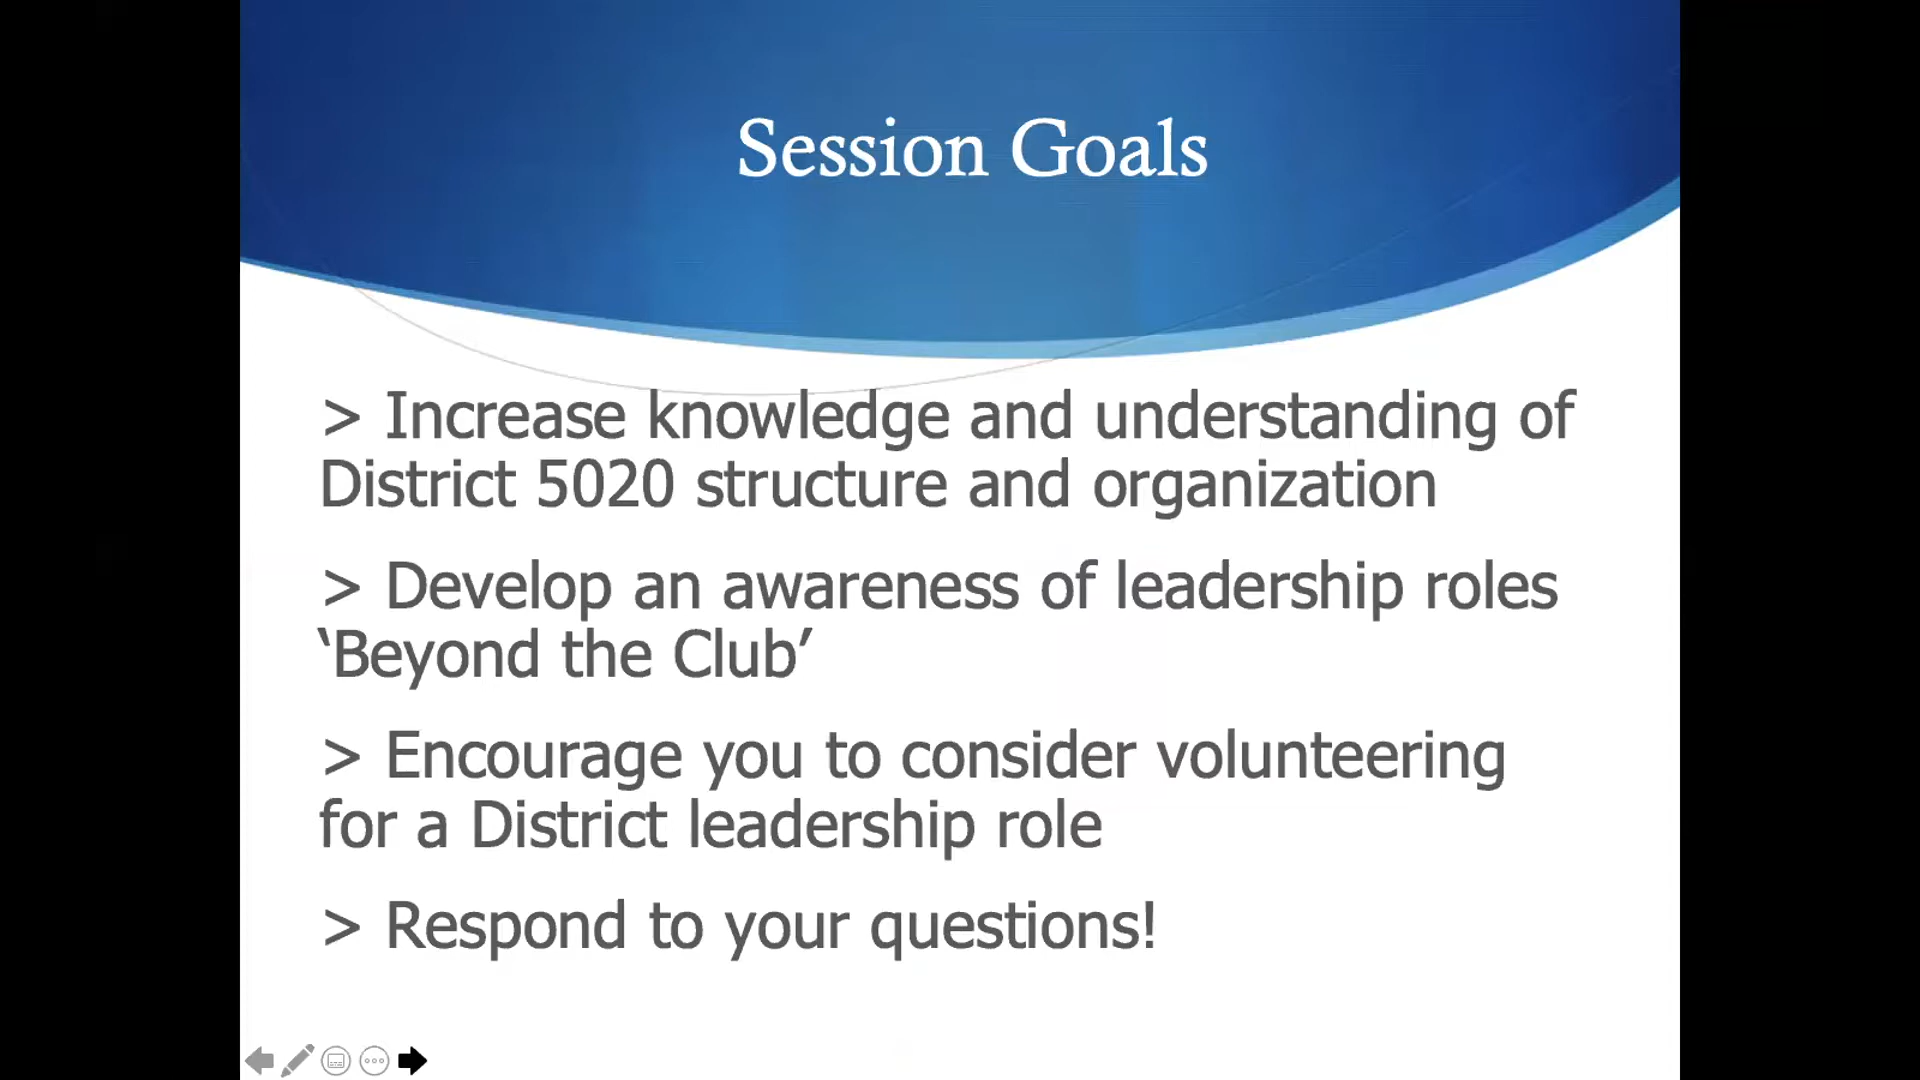 Session Goals
> Increase knowledge and understanding of
District 5020 structure and organization
> Develop an awareness of leadership roles
‘Beyond the Club’
> Encourage you to consider volunteering
for a District leadership role
> Respond to your questions!